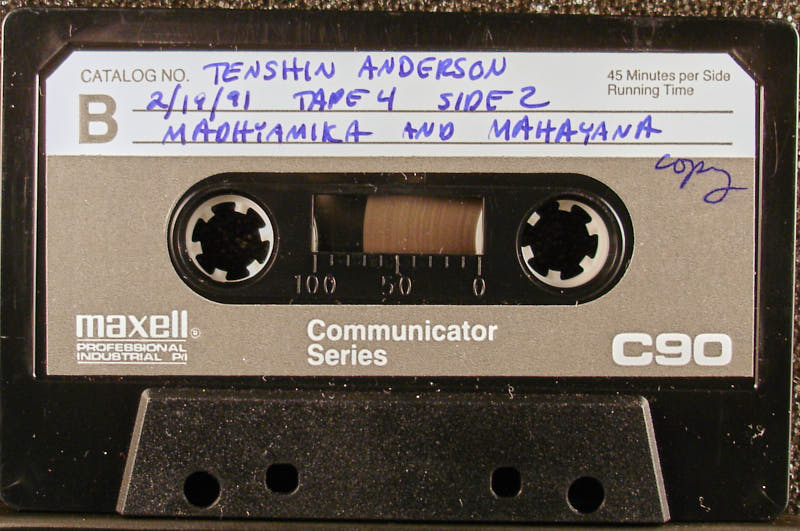 CATALOG NO. TENSHIN ANDERSON
45 Minutes per Side
Running Time
B
2/19/91 TAPE 4 SIDE 2
MADHYAMIKA AND MAHAYANA
copy
100 50 0
maxell®
PROFESSIONAL
INDUSTRIAL P/I
Communicator
Series
C90